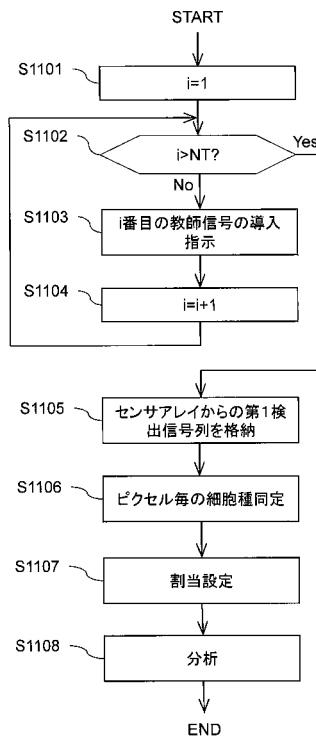 START
S1101
i=1
S1102
i>NT?
Yes
No
S1103
i番目の教師信号の導入
指示
S1104
i=i+1
S1105
センサアレイからの第1検
出信号列を格納
S1106
ピクセル毎の細胞種同定
S1107
割当設定
S1108
分析
END